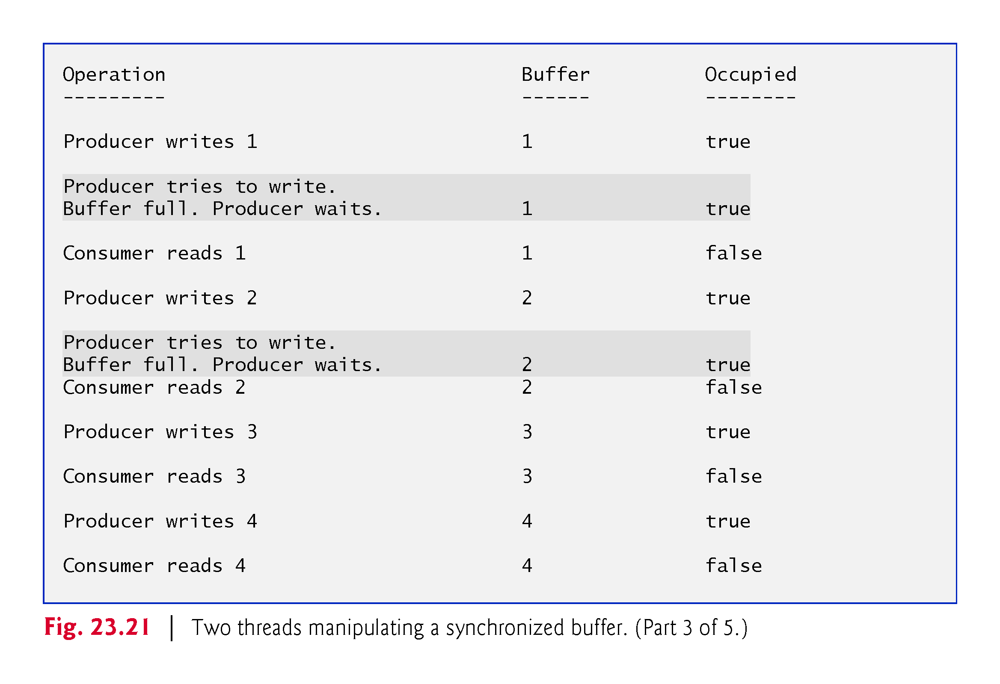 Operation Buffer Occupied
--------- ------ --------
Producer writes 1 1 true
Producer tries to write.
Buffer full. Producer waits. 1 true
Consumer reads 1 1 false
Producer writes 2 2 true
Producer tries to write.
Buffer full. Producer waits. 2 true
Consumer reads 2 2 false
Producer writes 3 3 true
Consumer reads 3 3 false
Producer writes 4 4 true
Consumer reads 4 4 false
Fig. 23.21 | Two threads manipulating a synchronized buffer. (Part 3 of 5.)